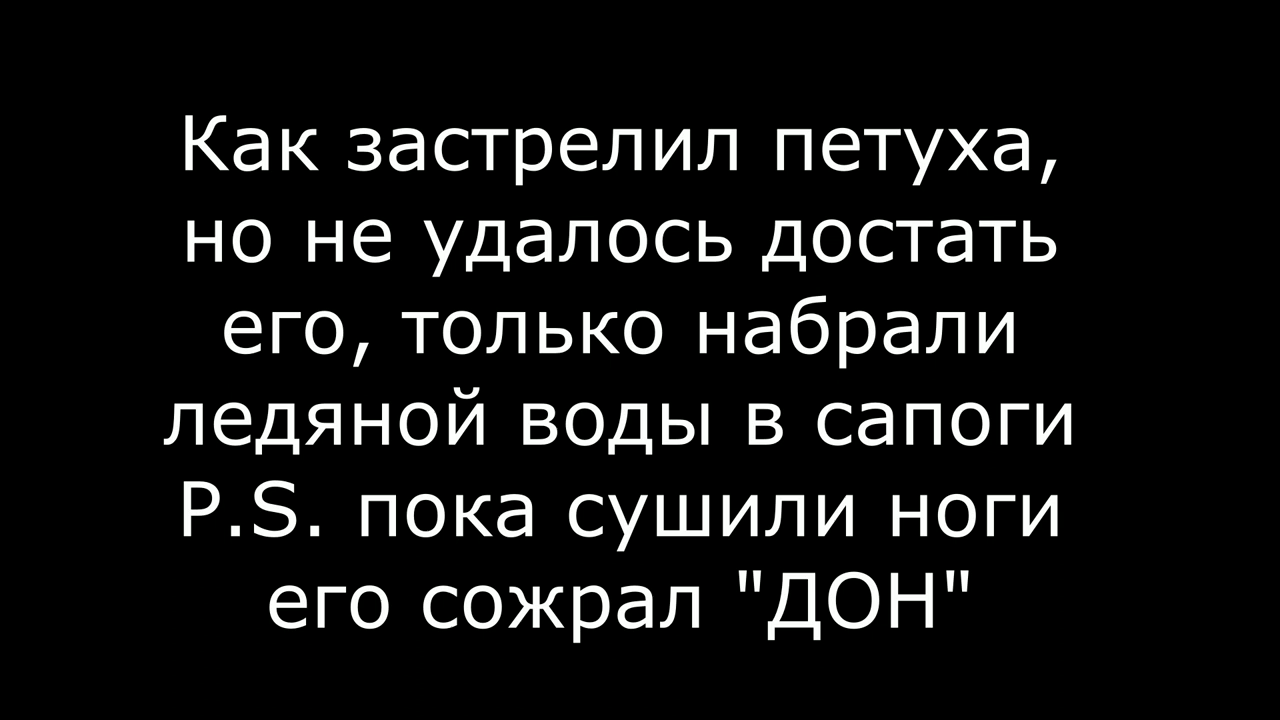 Как застрелил петуха,
но не удалось достать
его, только набрали
ледяной воды в сапоги
P.S. пока сушили ноги
его сожрал "ДОН"